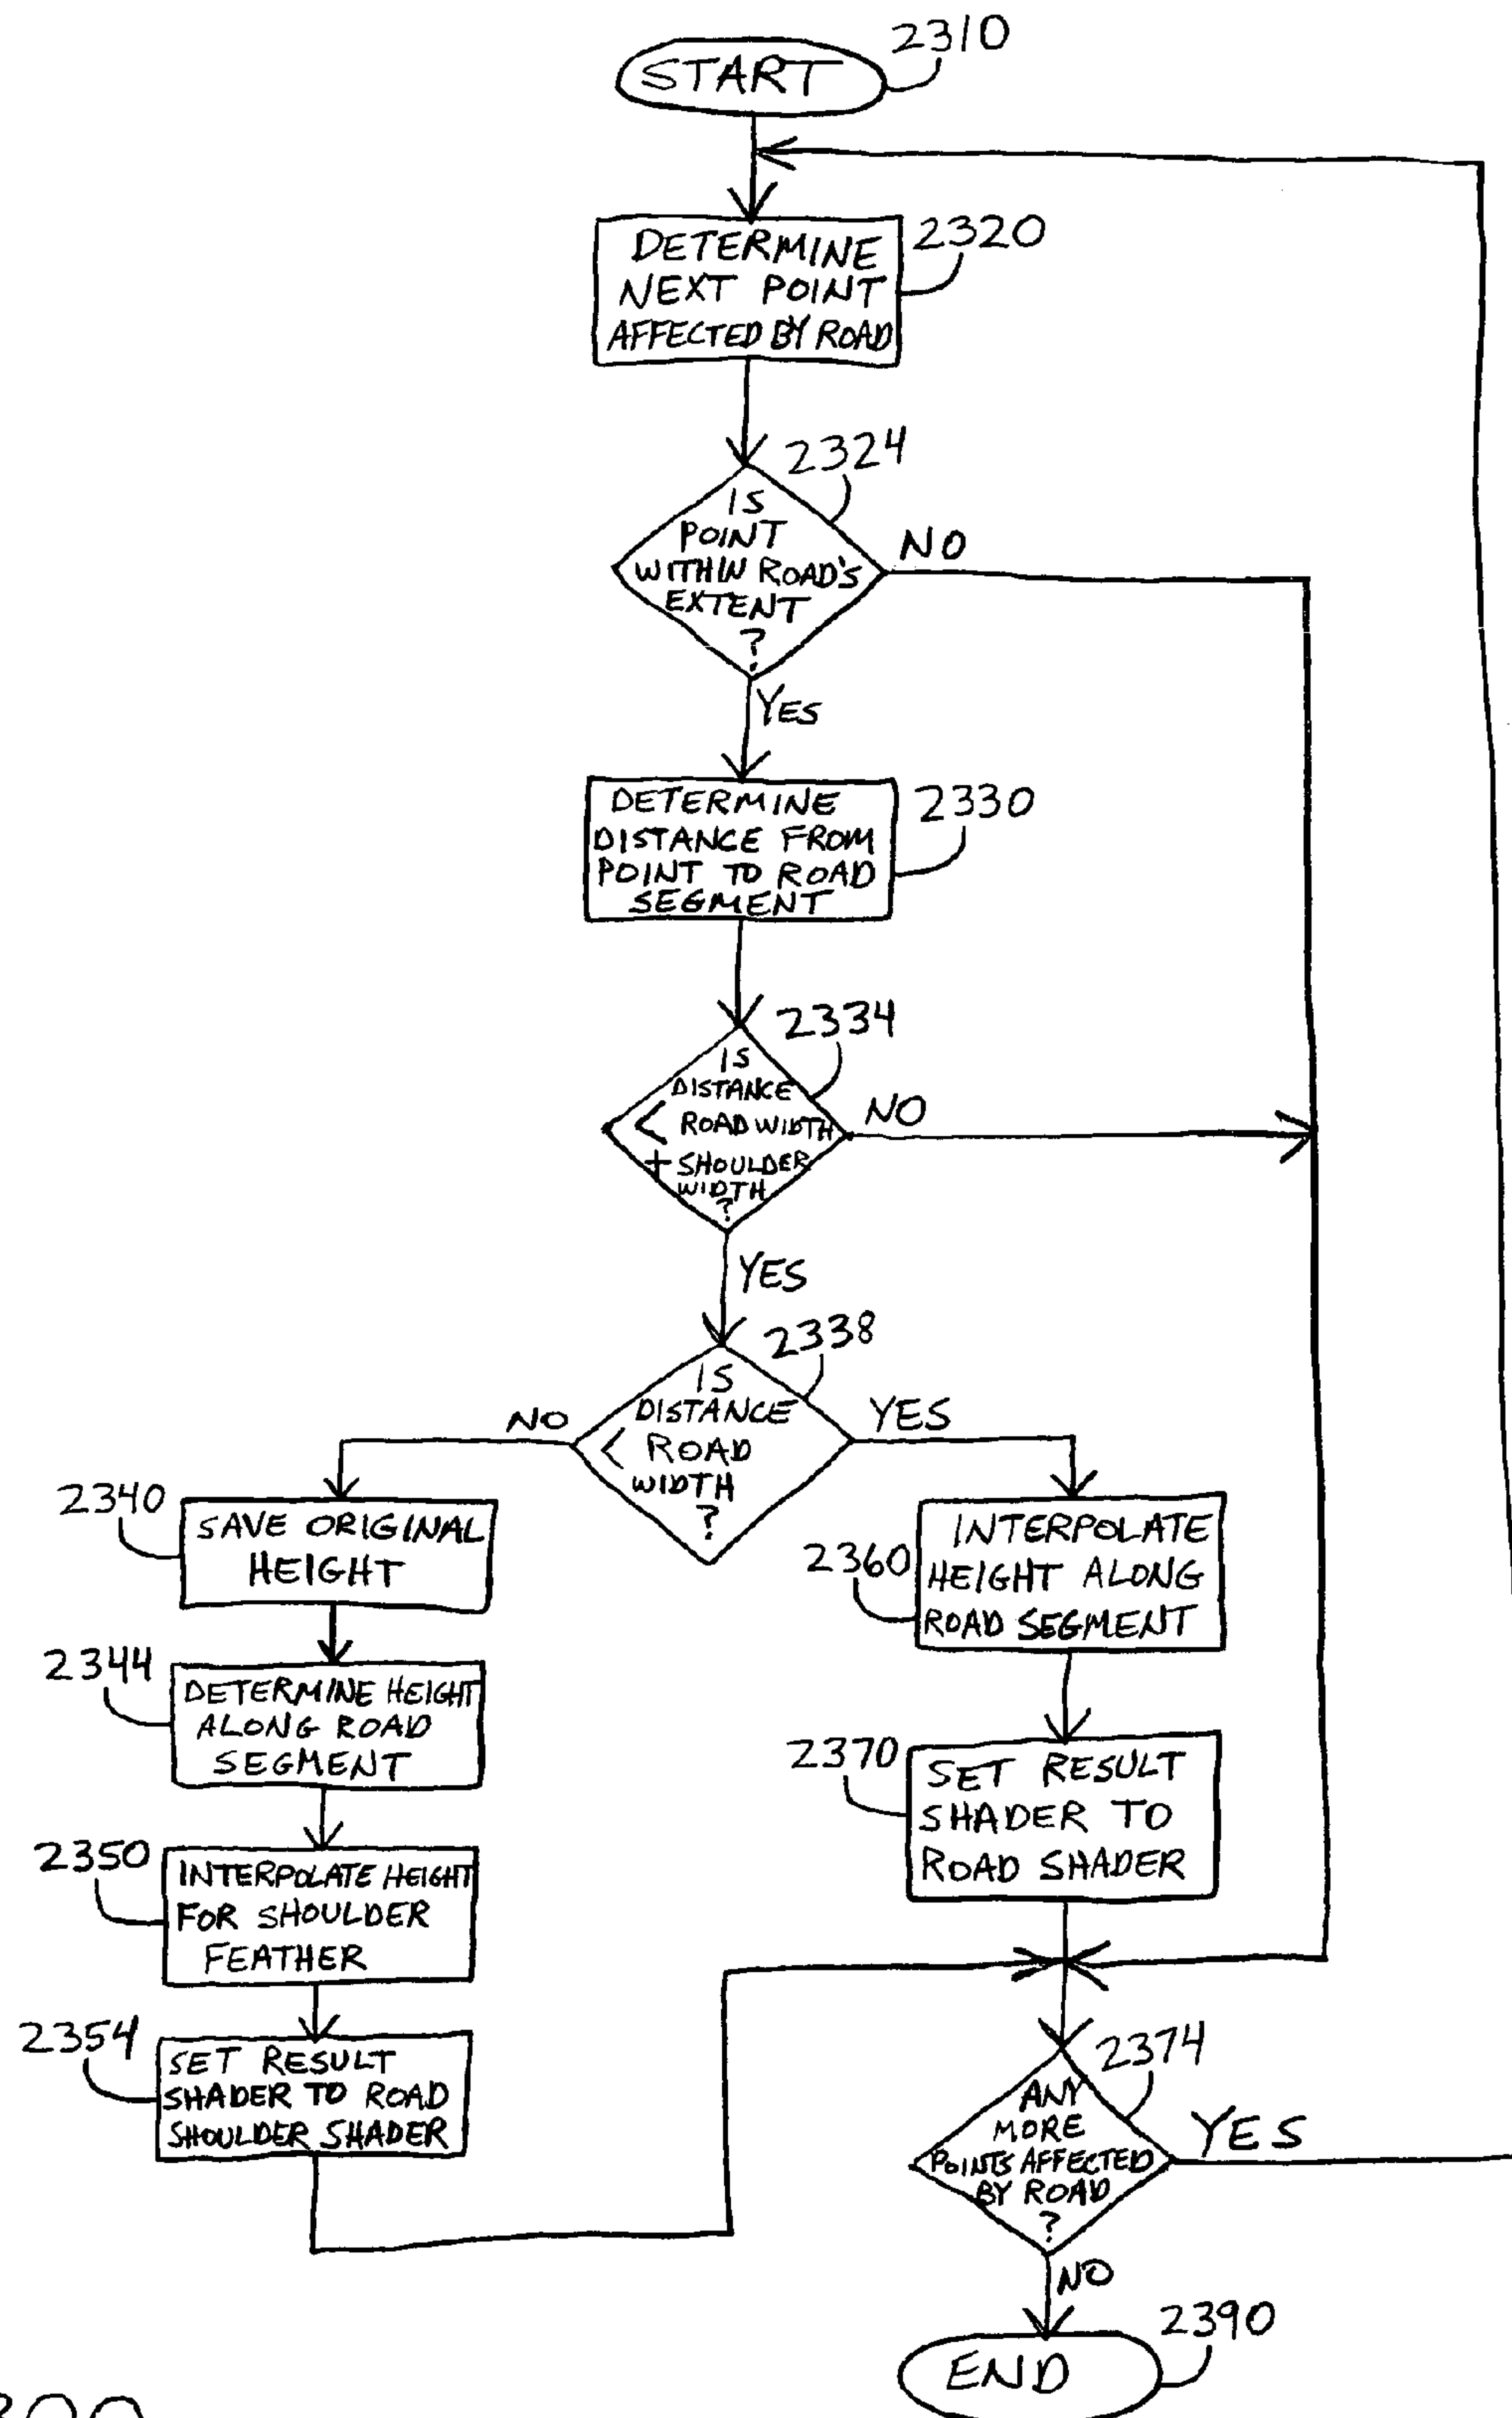 START
2310
DETERMINE
NEXT POINT
AFFECTED BY ROAD
2320
2324
IS
POINT
WITHIN ROAD'S
EXTENT
?
NO
YES
DETERMINE
DISTANCE FROM
POINT TO ROAD
SEGMENT
2330
2334
IS
DISTANCE
< ROAD WIDTH
+ SHOULDER
WIDTH
?
NO
YES
2338
IS
DISTANCE
< ROAD
WIDTH
?
NO
YES
2340
SAVE ORIGINAL
HEIGHT
2344
DETERMINE HEIGHT
ALONG ROAD
SEGMENT
2350
INTERPOLATE HEIGHT
FOR SHOULDER
FEATHER
2354
SET RESULT
SHADER TO ROAD
SHOULDER SHADER
2360
INTERPOLATE
HEIGHT ALONG
ROAD SEGMENT
2370
SET RESULT
SHADER TO
ROAD SHADER
2374
ANY
MORE
POINTS AFFECTED
BY ROAD
?
YES
NO
2390
END